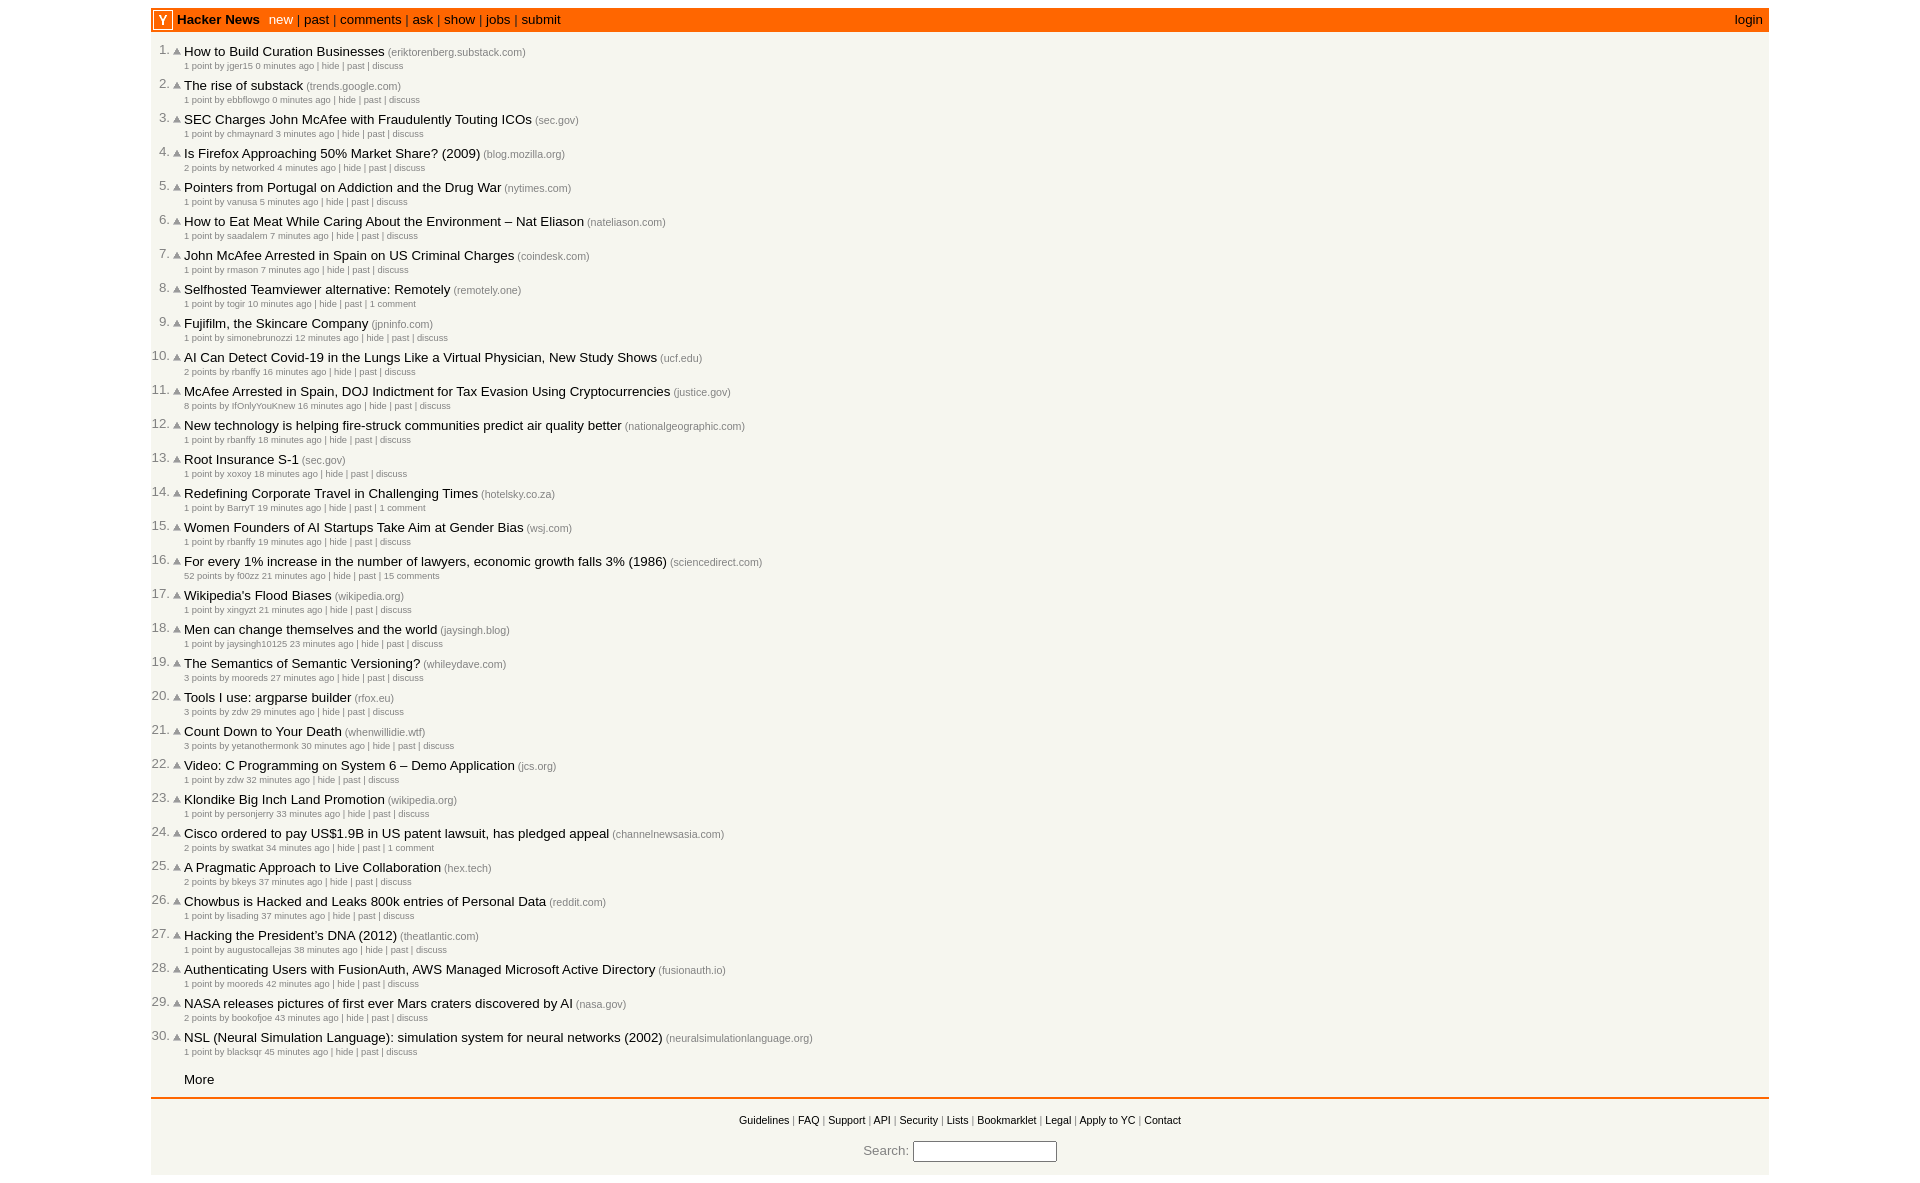 Y Hacker News new | past | comments | ask | show | jobs | submit login
1. ▲ How to Build Curation Businesses (eriktorenberg.substack.com)
1 point by jger15 0 minutes ago | hide | past | discuss
2. ▲ The rise of substack (trends.google.com)
1 point by ebbflowgo 0 minutes ago | hide | past | discuss
3. ▲ SEC Charges John McAfee with Fraudulently Touting ICOs (sec.gov)
1 point by chmaynard 3 minutes ago | hide | past | discuss
4. ▲ Is Firefox Approaching 50% Market Share? (2009) (blog.mozilla.org)
2 points by networked 4 minutes ago | hide | past | discuss
5. ▲ Pointers from Portugal on Addiction and the Drug War (nytimes.com)
1 point by vanusa 5 minutes ago | hide | past | discuss
6. ▲ How to Eat Meat While Caring About the Environment – Nat Eliason (nateliason.com)
1 point by saadalem 7 minutes ago | hide | past | discuss
7. ▲ John McAfee Arrested in Spain on US Criminal Charges (coindesk.com)
1 point by rmason 7 minutes ago | hide | past | discuss
8. ▲ Selfhosted Teamviewer alternative: Remotely (remotely.one)
1 point by togir 10 minutes ago | hide | past | 1 comment
9. ▲ Fujifilm, the Skincare Company (jpninfo.com)
1 point by simonebrunozzi 12 minutes ago | hide | past | discuss
10. ▲ AI Can Detect Covid-19 in the Lungs Like a Virtual Physician, New Study Shows (ucf.edu)
2 points by rbanffy 16 minutes ago | hide | past | discuss
11. ▲ McAfee Arrested in Spain, DOJ Indictment for Tax Evasion Using Cryptocurrencies (justice.gov)
8 points by IfOnlyYouKnew 16 minutes ago | hide | past | discuss
12. ▲ New technology is helping fire-struck communities predict air quality better (nationalgeographic.com)
1 point by rbanffy 18 minutes ago | hide | past | discuss
13. ▲ Root Insurance S-1 (sec.gov)
1 point by xoxoy 18 minutes ago | hide | past | discuss
14. ▲ Redefining Corporate Travel in Challenging Times (hotelsky.co.za)
1 point by BarryT 19 minutes ago | hide | past | 1 comment
15. ▲ Women Founders of AI Startups Take Aim at Gender Bias (wsj.com)
1 point by rbanffy 19 minutes ago | hide | past | discuss
16. ▲ For every 1% increase in the number of lawyers, economic growth falls 3% (1986) (sciencedirect.com)
52 points by f00zz 21 minutes ago | hide | past | 15 comments
17. ▲ Wikipedia's Flood Biases (wikipedia.org)
1 point by xingyzt 21 minutes ago | hide | past | discuss
18. ▲ Men can change themselves and the world (jaysingh.blog)
1 point by jaysingh10125 23 minutes ago | hide | past | discuss
19. ▲ The Semantics of Semantic Versioning? (whileydave.com)
3 points by mooreds 27 minutes ago | hide | past | discuss
20. ▲ Tools I use: argparse builder (rfox.eu)
3 points by zdw 29 minutes ago | hide | past | discuss
21. ▲ Count Down to Your Death (whenwillidie.wtf)
3 points by yetanothermonk 30 minutes ago | hide | past | discuss
22. ▲ Video: C Programming on System 6 – Demo Application (jcs.org)
1 point by zdw 32 minutes ago | hide | past | discuss
23. ▲ Klondike Big Inch Land Promotion (wikipedia.org)
1 point by personjerry 33 minutes ago | hide | past | discuss
24. ▲ Cisco ordered to pay US$1.9B in US patent lawsuit, has pledged appeal (channelnewsasia.com)
2 points by swatkat 34 minutes ago | hide | past | 1 comment
25. ▲ A Pragmatic Approach to Live Collaboration (hex.tech)
2 points by bkeys 37 minutes ago | hide | past | discuss
26. ▲ Chowbus is Hacked and Leaks 800k entries of Personal Data (reddit.com)
1 point by lisading 37 minutes ago | hide | past | discuss
27. ▲ Hacking the President’s DNA (2012) (theatlantic.com)
1 point by augustocallejas 38 minutes ago | hide | past | discuss
28. ▲ Authenticating Users with FusionAuth, AWS Managed Microsoft Active Directory (fusionauth.io)
1 point by mooreds 42 minutes ago | hide | past | discuss
29. ▲ NASA releases pictures of first ever Mars craters discovered by AI (nasa.gov)
2 points by bookofjoe 43 minutes ago | hide | past | discuss
30. ▲ NSL (Neural Simulation Language): simulation system for neural networks (2002) (neuralsimulationlanguage.org)
1 point by blacksqr 45 minutes ago | hide | past | discuss
More
Guidelines | FAQ | Support | API | Security | Lists | Bookmarklet | Legal | Apply to YC | Contact
Search: